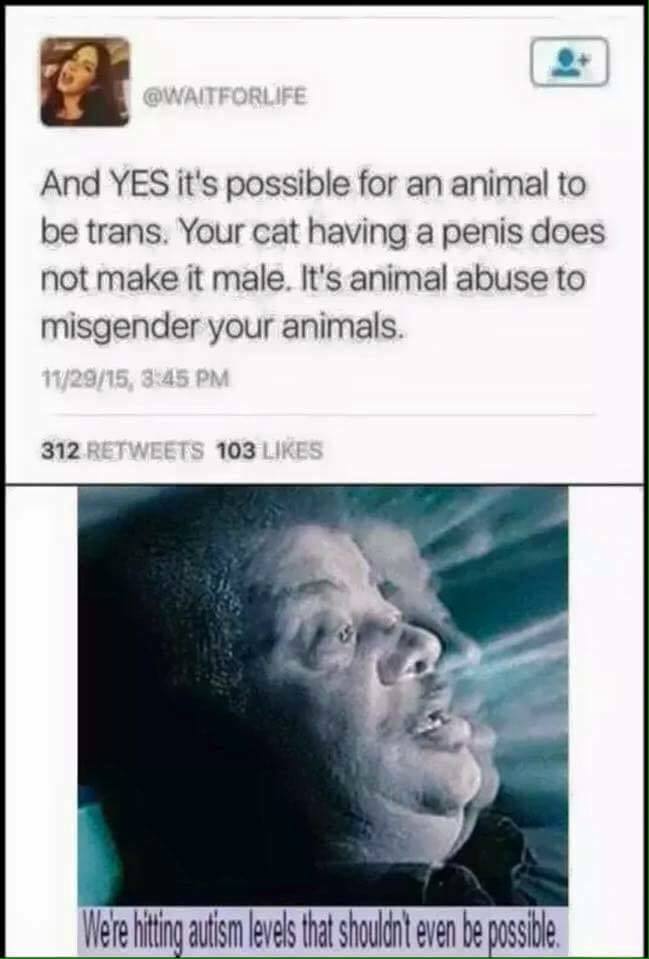 @WAITFORLIFE
And YES it's possible for an animal to
be trans. Your cat having a penis does
not make it male. It's animal abuse to
misgender your animals.
11/29/15, 3:45 PM
312 RETWEETS 103 LIKES
We're hitting autism levels that shouldn't even be possible.